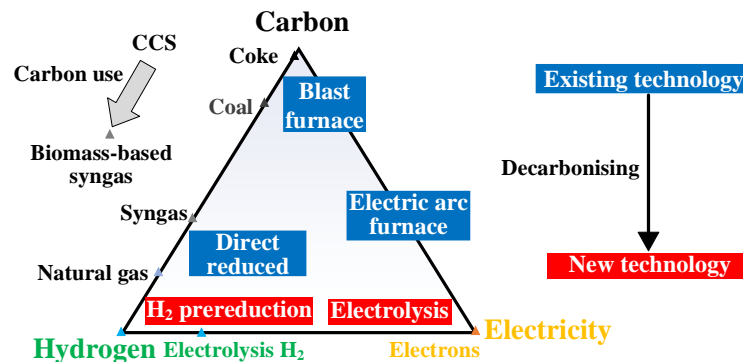 Carbon
CCS
Coke
Carbon use
Existing technology
Blast
furnace
Coal
Biomass-based
syngas
Decarbonising
Electric arc
furnace
Syngas
Direct
reduced
Natural gas
New technology
H₂ prereduction
Electrolysis
Hydrogen
Electrolysis H₂
Electrons
Electricity